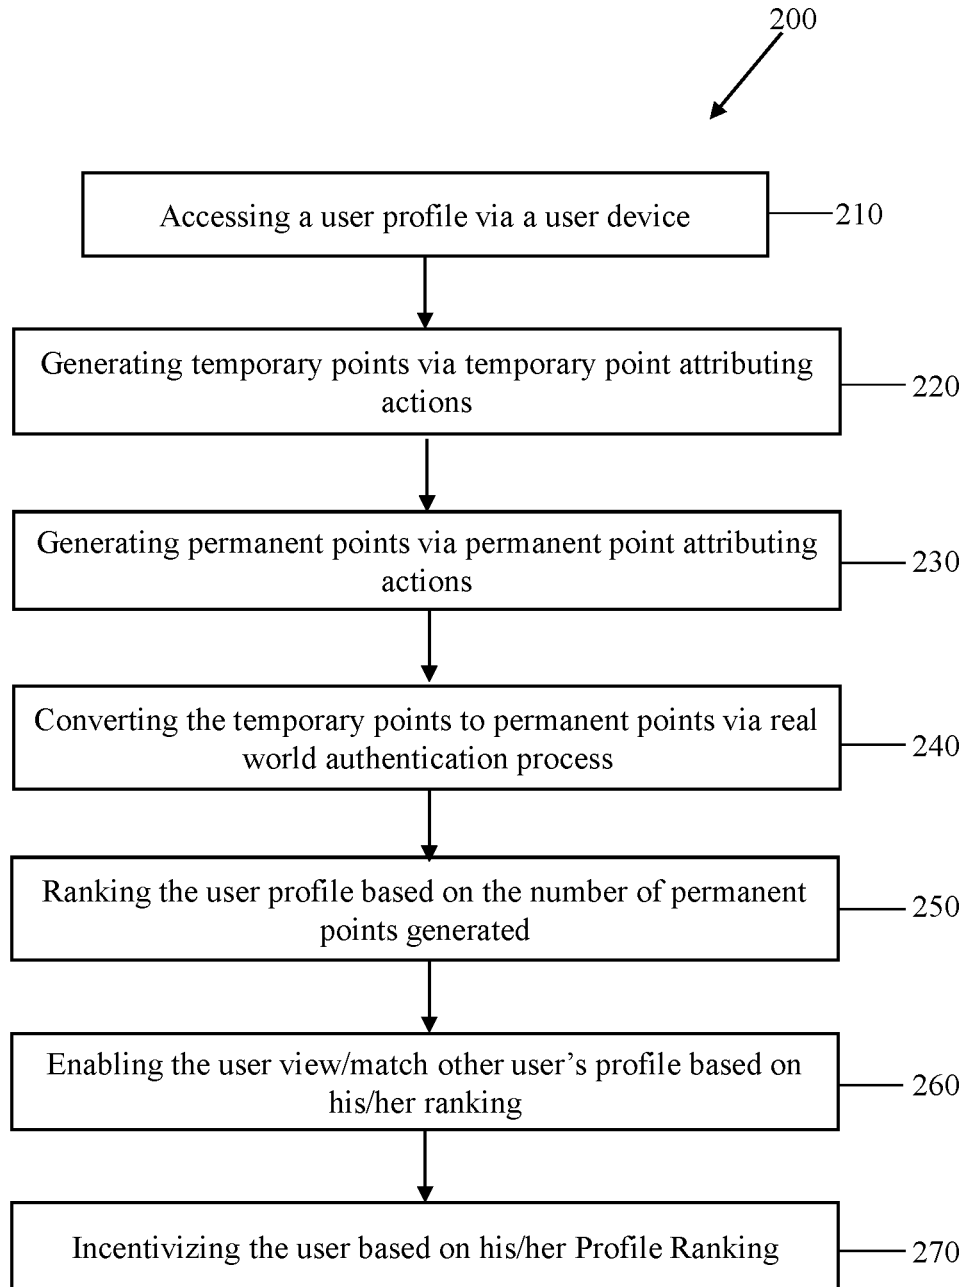 200
Accessing a user profile via a user device
210
Generating temporary points via temporary point attributing
actions
220
Generating permanent points via permanent point attributing
actions
230
Converting the temporary points to permanent points via real
world authentication process
240
Ranking the user profile based on the number of permanent
points generated
250
Enabling the user view/match other user’s profile based on
his/her ranking
260
Incentivizing the user based on his/her Profile Ranking
270